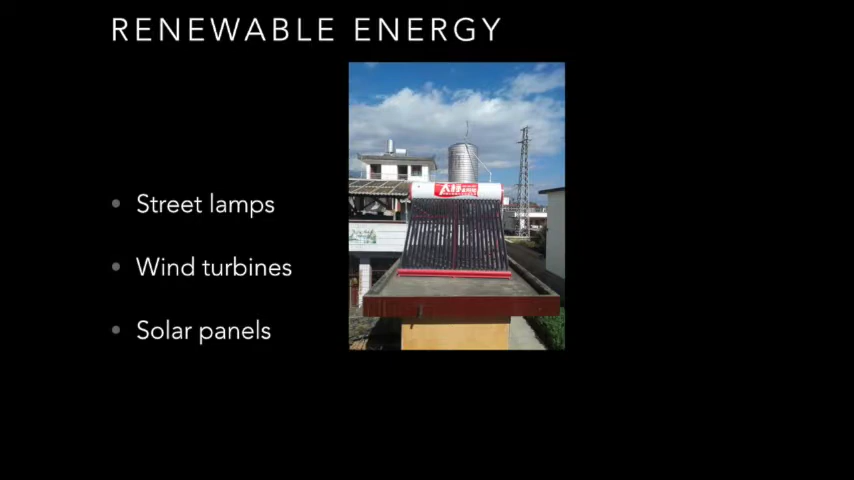 RENEWABLE ENERGY
Street lamps
Wind turbines
Solar panels